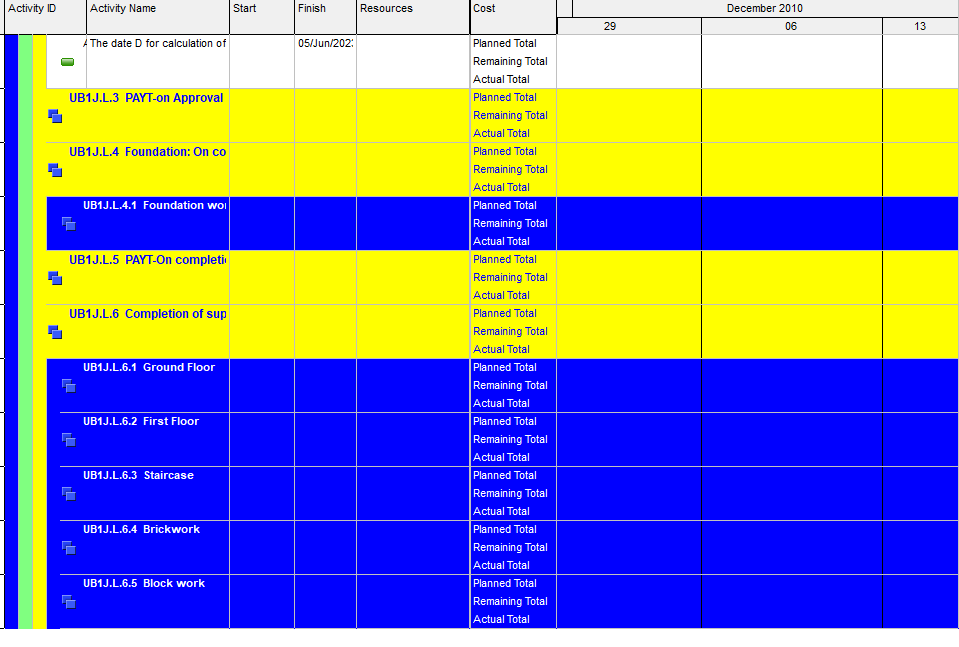 Activity ID Activity Name Start Finish Resources Cost December 2010
29 06 13
The date D for calculation of 05/Jun/202 Planned Total
Remaining Total
Actual Total
UB1J.L.3 PAYT-on Approval Planned Total
Remaining Total
Actual Total
UB1J.L.4 Foundation: On co Planned Total
Remaining Total
Actual Total
UB1J.L.4.1 Foundation wor Planned Total
Remaining Total
Actual Total
UB1J.L.5 PAYT-On completi Planned Total
Remaining Total
Actual Total
UB1J.L.6 Completion of sup Planned Total
Remaining Total
Actual Total
UB1J.L.6.1 Ground Floor Planned Total
Remaining Total
Actual Total
UB1J.L.6.2 First Floor Planned Total
Remaining Total
Actual Total
UB1J.L.6.3 Staircase Planned Total
Remaining Total
Actual Total
UB1J.L.6.4 Brickwork Planned Total
Remaining Total
Actual Total
UB1J.L.6.5 Block work Planned Total
Remaining Total
Actual Total